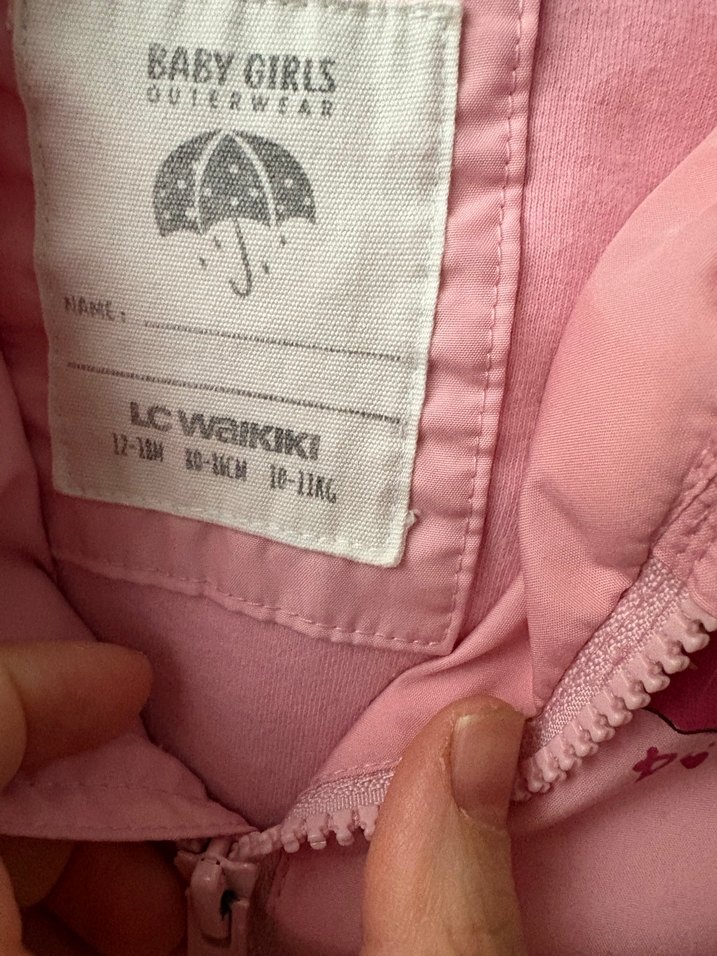 BABY GIRLS
OUTERWEAR
NAME:
LC WAIKIKI
12-18M 80-86CM 10-11KG